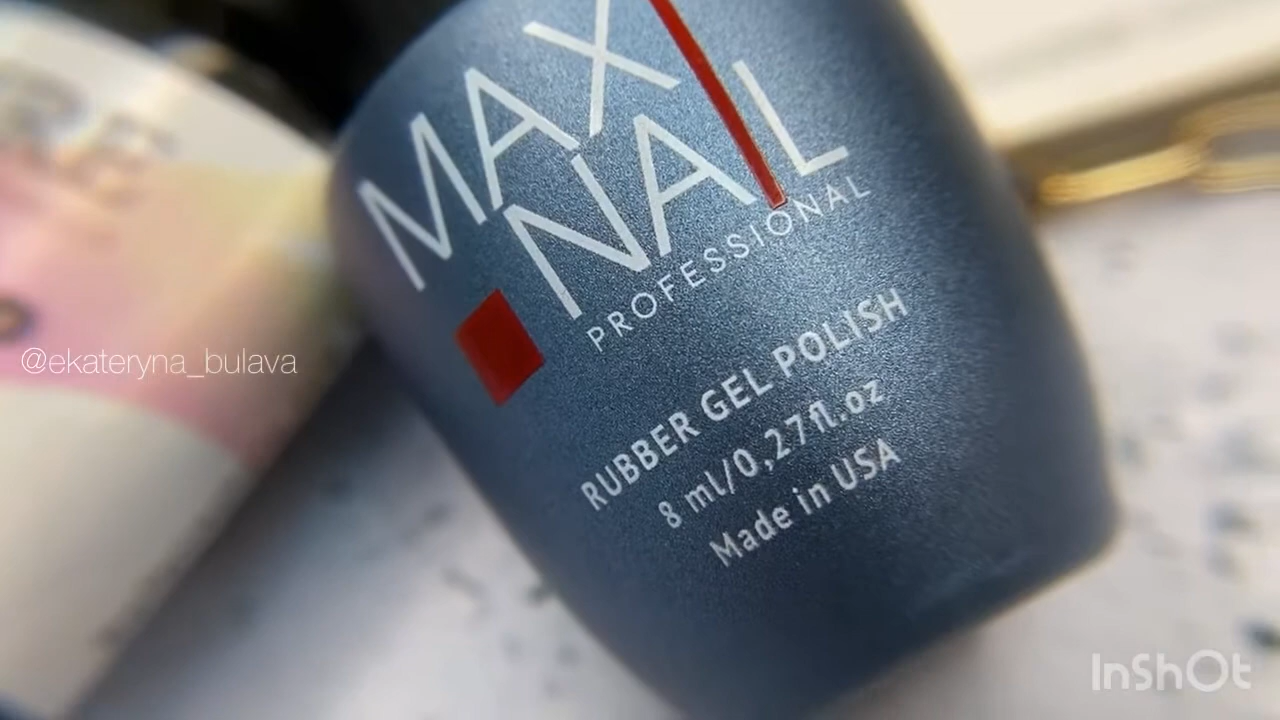 MAX
NAIL
PROFESSIONAL
RUBBER GEL POLISH
8 ml/0,27fl.oz
Made in USA
@ekateryna_bulava
InShOt